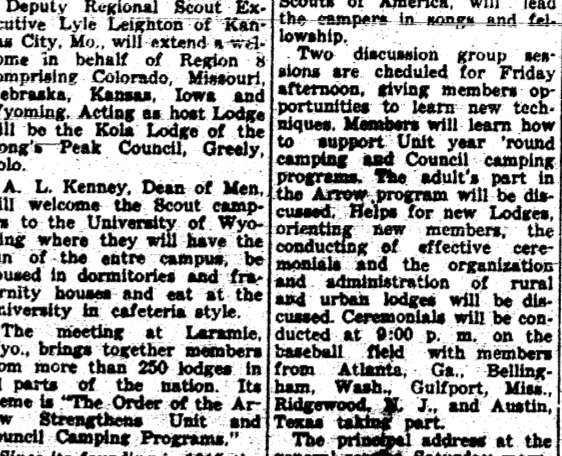 Deputy Regional Scout Ex-
cutive Lyle Leighton of Kan-
as City, Mo., will extend a wel-
ome in behalf of Region 8
omprising Colorado, Missouri,
ebraska, Kansas, Iowa and
yoming. Acting as host Lodge
ill be the Kola Lodge of the
ong's Peak Council, Greely,
olo.
A. L. Kenney, Dean of Men,
ill welcome the Scout camp-
rs to the University of Wyo-
ing where they will have the
un of the entre campus, be
oused in dormitories and fra-
rnity houses and eat at the
niversity in cafeteria style.
The meeting at Laramie,
yo., brings together members
om more than 250 lodges in
l parts of the nation. Its
eme is "The Order of the Ar-
w Strengthens Unit and
ouncil Camping Programs."
Scouts of America, will lead
the campers in songs and fel-
lowship.
Two discussion group ses-
sions are cheduled for Friday
afternoon, giving members op-
portunities to learn new tech-
niques. Members will learn how
to support Unit year 'round
camping and Council camping
programs. The adult's part in
the Arrow program will be dis-
cussed. Helps for new Lodges,
orienting new members, the
conducting of effective cere-
monials and the organization
and administration of rural
and urban lodges will be dis-
cussed. Ceremonials will be con-
ducted at 9:00 p. m. on the
baseball field with members
from Atlanta, Ga., Belling-
ham, Wash., Gulfport, Miss.,
Ridgewood, N. J., and Austin,
Texas taking part.
The principal address at the